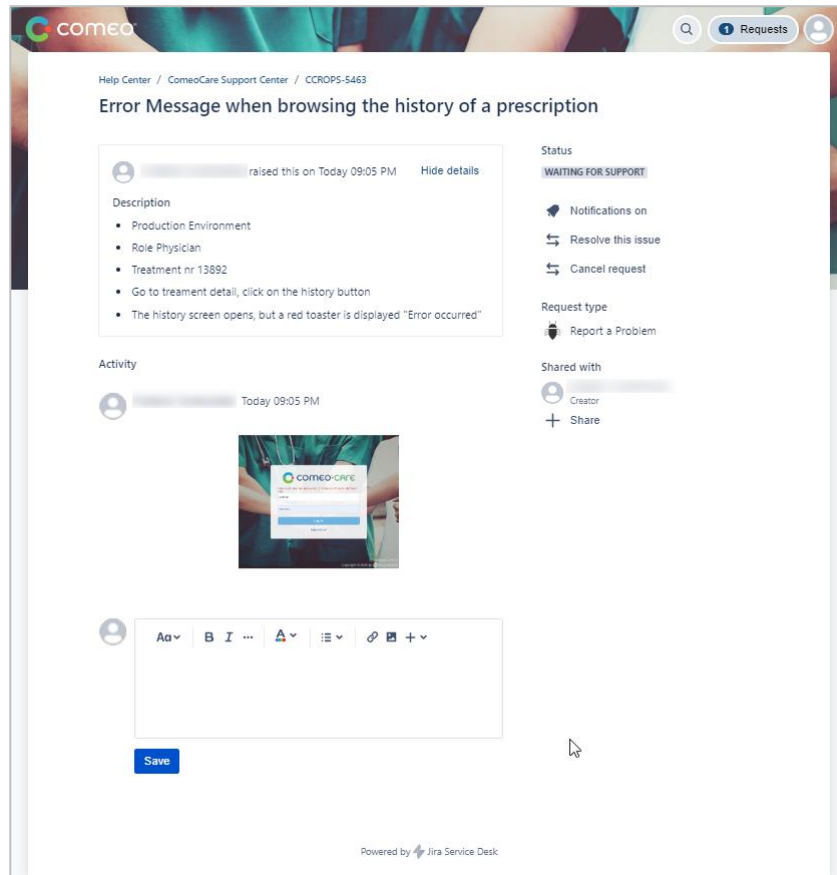 comeo
1 Requests
Help Center / ComeoCare Support Center / CCROPS-5463
Error Message when browsing the history of a prescription
raised this on Today 09:05 PM Hide details
Description
• Production Environment
• Role Physician
• Treatment nr 13892
• Go to treament detail, click on the history button
• The history screen opens, but a red toaster is displayed "Error occurred"
Status
WAITING FOR SUPPORT
Notifications on
Resolve this issue
Cancel request
Request type
Report a Problem
Shared with
Creator
Share
Activity
Today 09:05 PM
comeo-care
Aa B I ... A
Save
Powered by Jira Service Desk